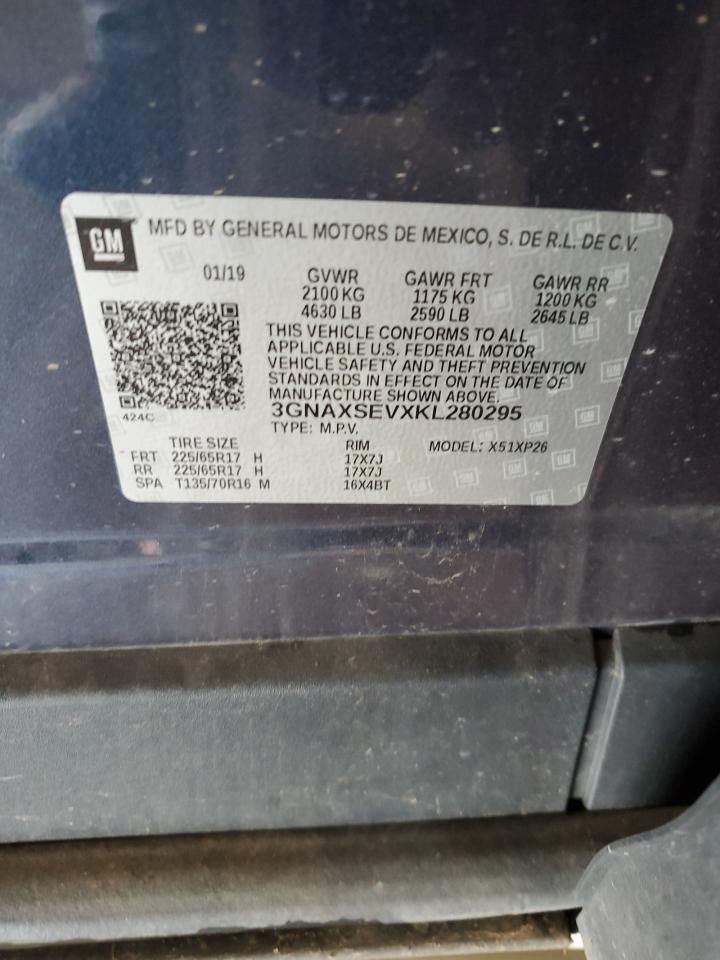 GM
MFD BY GENERAL MOTORS DE MEXICO, S. DE R.L. DE C.V.
01/19 GVWR GAWR FRT GAWR RR
2100 KG 1175 KG 1200 KG
4630 LB 2590 LB 2645 LB
THIS VEHICLE CONFORMS TO ALL
APPLICABLE U.S. FEDERAL MOTOR
VEHICLE SAFETY AND THEFT PREVENTION
STANDARDS IN EFFECT ON THE DATE OF
MANUFACTURE SHOWN ABOVE.
424C
3GNAXSEVXKL280295
TYPE: M.P.V.
TIRE SIZE RIM MODEL: X51XP26
FRT 225/65R17 H 17X7J
RR 225/65R17 H 17X7J
SPA T135/70R16 M 16X4BT